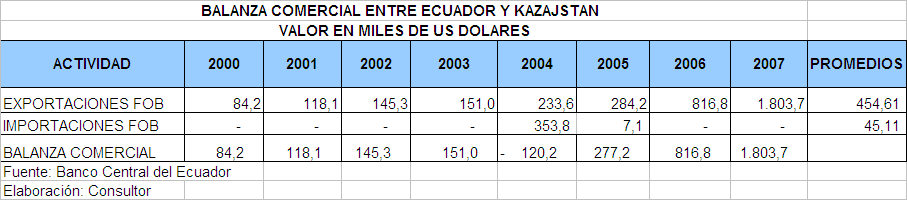 BALANZA COMERCIAL ENTRE ECUADOR Y KAZAJSTAN
VALOR EN MILES DE US DOLARES
ACTIVIDAD 2000 2001 2002 2003 2004 2005 2006 2007 PROMEDIOS
EXPORTACIONES FOB 84,2 118,1 145,3 151,0 233,6 284,2 816,8 1.803,7 454,61
IMPORTACIONES FOB - - - - 353,8 7,1 - - 45,11
BALANZA COMERCIAL 84,2 118,1 145,3 151,0 - 120,2 277,2 816,8 1.803,7
Fuente: Banco Central del Ecuador
Elaboración: Consultor